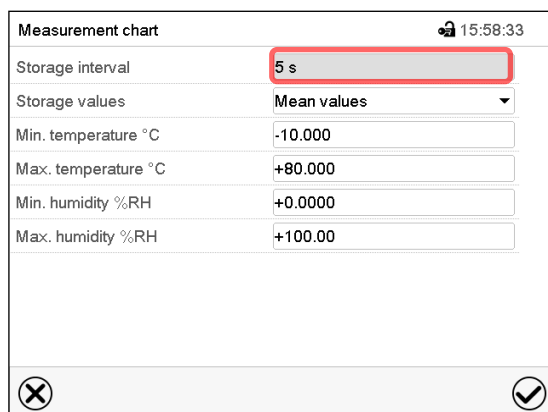 Measurement chart 15:58:33
Storage interval 5 s
Storage values Mean values
Min. temperature °C -10.000
Max. temperature °C +80.000
Min. humidity %RH +0.0000
Max. humidity %RH +100.00